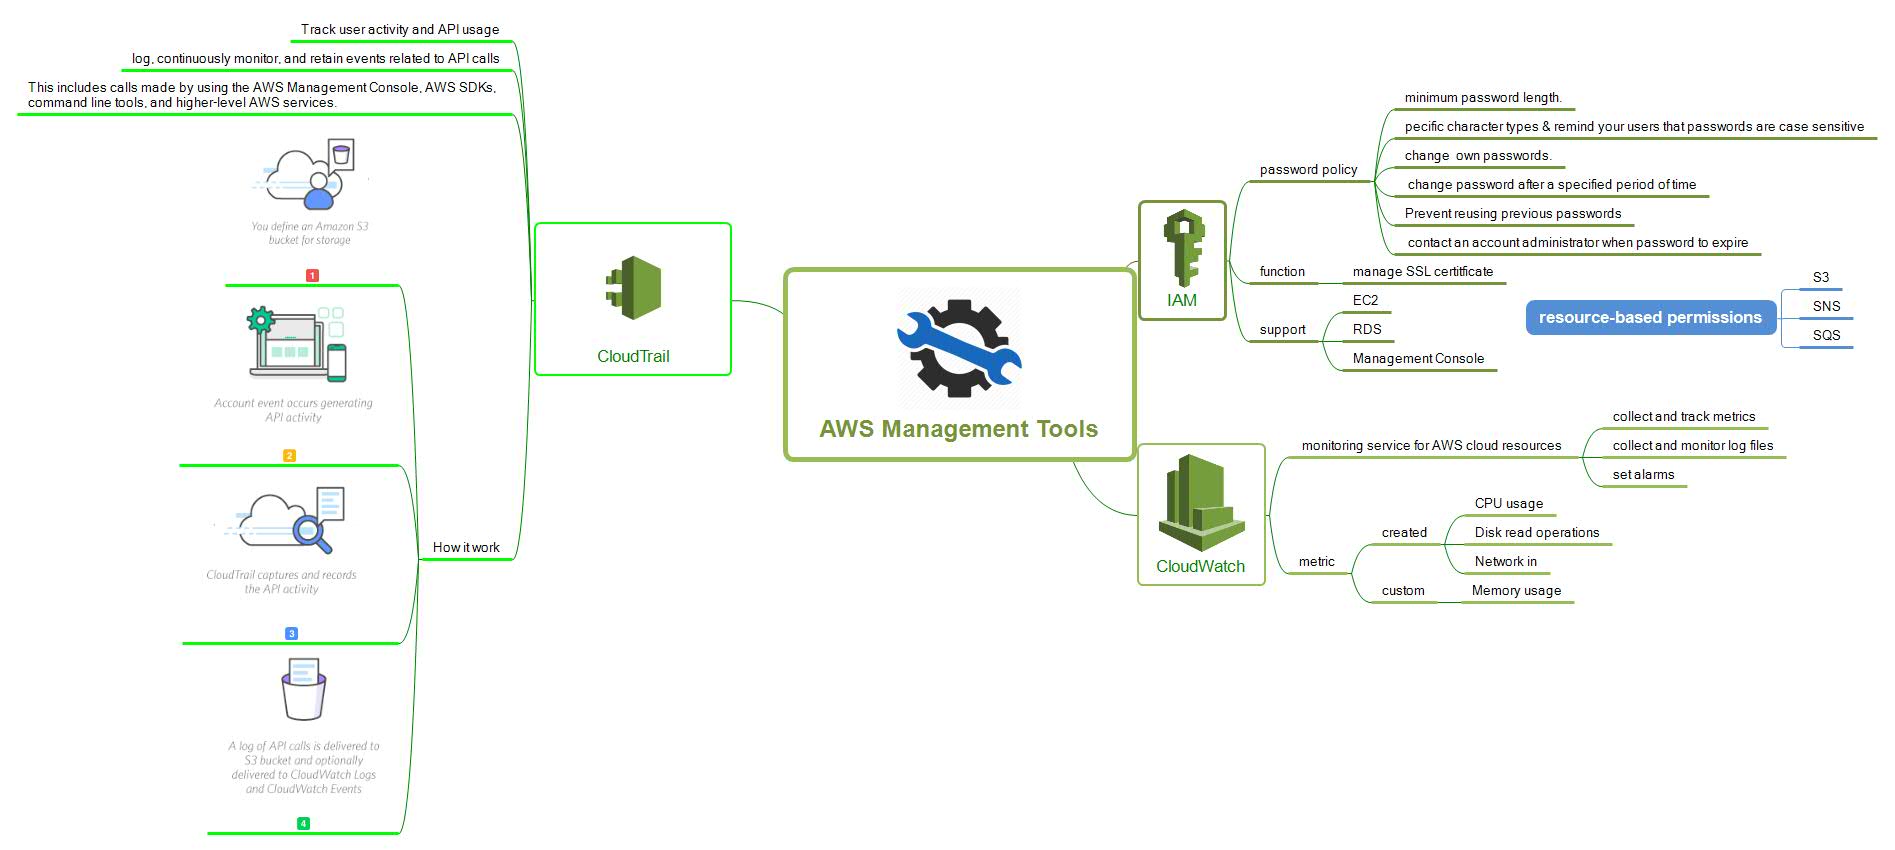 Track user activity and API usage
log, continuously monitor, and retain events related to API calls
This includes calls made by using the AWS Management Console, AWS SDKs,
command line tools, and higher-level AWS services.
You define an Amazon S3
bucket for storage
1
Account event occurs generating
API activity
2
CloudTrail captures and records
the API activity
3
A log of API calls is delivered to
S3 bucket and optionally
delivered to CloudWatch Logs
and CloudWatch Events
4
How it work
CloudTrail
AWS Management Tools
IAM
password policy
minimum password length.
pecific character types & remind your users that passwords are case sensitive
change own passwords.
change password after a specified period of time
Prevent reusing previous passwords
contact an account administrator when password to expire
function
manage SSL certitficate
support
EC2
RDS
Management Console
resource-based permissions
S3
SNS
SQS
CloudWatch
monitoring service for AWS cloud resources
collect and track metrics
collect and monitor log files
set alarms
metric
created
CPU usage
Disk read operations
Network in
custom
Memory usage